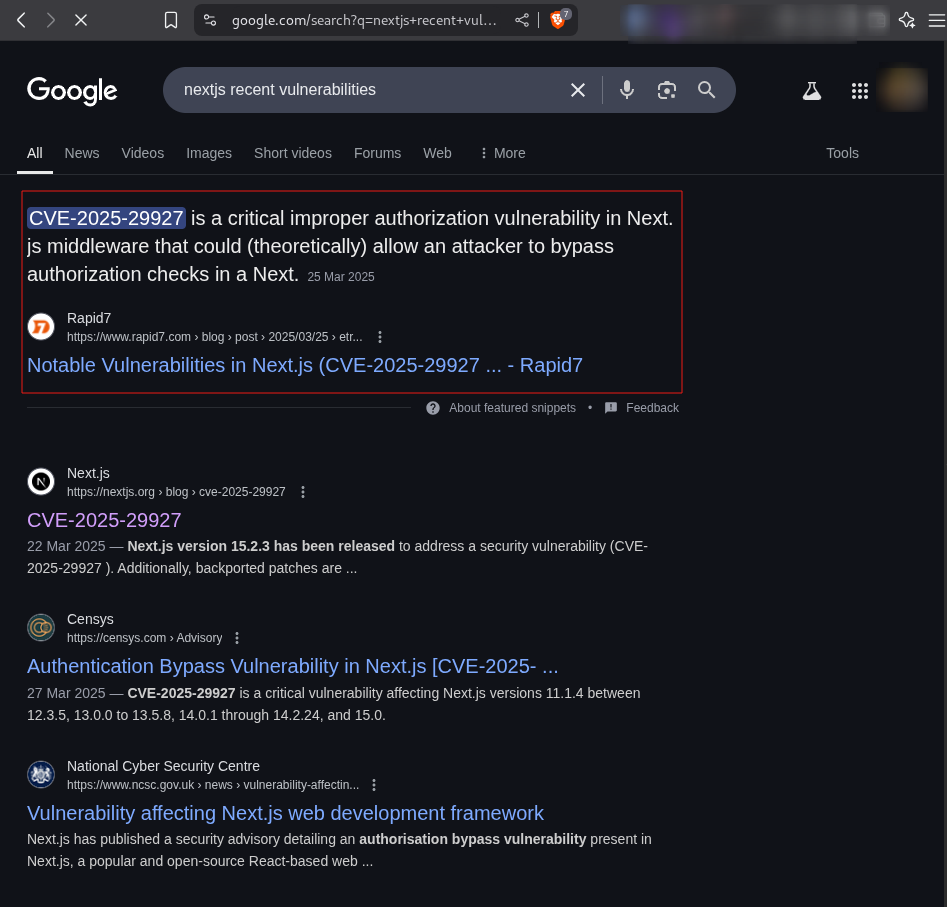 google.com/search?q=nextjs+recent+vul...
7
Google
nextjs recent vulnerabilities
All News Videos Images Short videos Forums Web More Tools
CVE-2025-29927 is a critical improper authorization vulnerability in Next.
js middleware that could (theoretically) allow an attacker to bypass
authorization checks in a Next. 25 Mar 2025
Rapid7
https://www.rapid7.com › blog › post › 2025/03/25 › etr...
Notable Vulnerabilities in Next.js (CVE-2025-29927 ... - Rapid7
About featured snippets • Feedback
Next.js
https://nextjs.org › blog › cve-2025-29927
CVE-2025-29927
22 Mar 2025 — Next.js version 15.2.3 has been released to address a security vulnerability (CVE-
2025-29927 ). Additionally, backported patches are ...
Censys
https://censys.com › Advisory
Authentication Bypass Vulnerability in Next.js [CVE-2025- ...
27 Mar 2025 — CVE-2025-29927 is a critical vulnerability affecting Next.js versions 11.1.4 between
12.3.5, 13.0.0 to 13.5.8, 14.0.1 through 14.2.24, and 15.0.
National Cyber Security Centre
https://www.ncsc.gov.uk › news › vulnerability-affectin...
Vulnerability affecting Next.js web development framework
Next.js has published a security advisory detailing an authorisation bypass vulnerability present in
Next.js, a popular and open-source React-based web ...